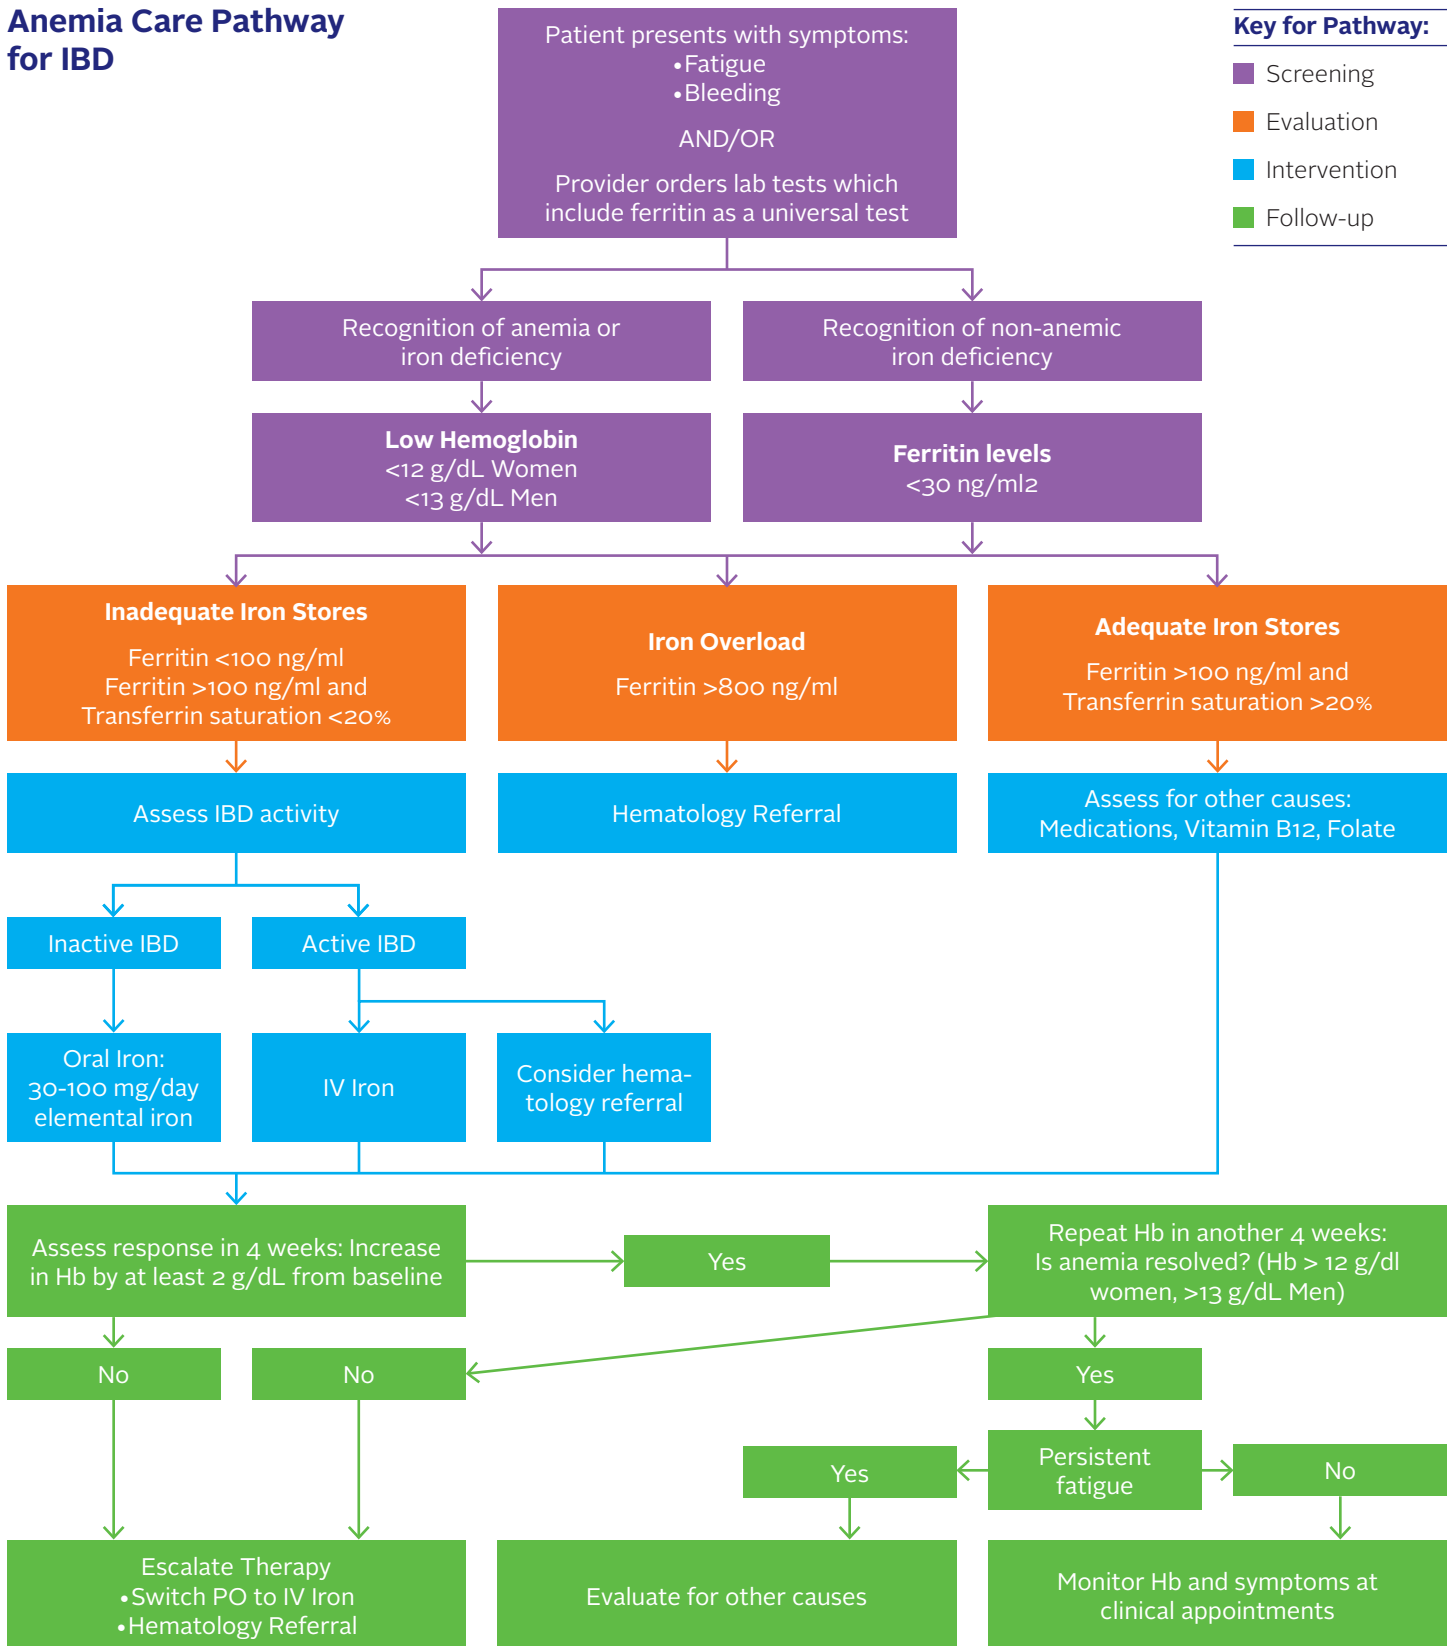 Anemia Care Pathway
for IBD
Key for Pathway:
Screening
Evaluation
Intervention
Follow-up
Patient presents with symptoms:
•Fatigue
•Bleeding
AND/OR
Provider orders lab tests which
include ferritin as a universal test
Recognition of anemia or
iron deficiency
Recognition of non-anemic
iron deficiency
Low Hemoglobin
<12 g/dL Women
<13 g/dL Men
Ferritin levels
<30 ng/ml2
Inadequate Iron Stores
Ferritin <100 ng/ml
Ferritin >100 ng/ml and
Transferrin saturation <20%
Iron Overload
Ferritin >800 ng/ml
Adequate Iron Stores
Ferritin >100 ng/ml and
Transferrin saturation >20%
Assess IBD activity
Hematology Referral
Assess for other causes:
Medications, Vitamin B12, Folate
Inactive IBD
Active IBD
Oral Iron:
30-100 mg/day
elemental iron
IV Iron
Consider hema-
tology referral
Assess response in 4 weeks: Increase
in Hb by at least 2 g/dL from baseline
Yes
Repeat Hb in another 4 weeks:
Is anemia resolved? (Hb > 12 g/dl
women, >13 g/dL Men)
No
No
Yes
Yes
Persistent
fatigue
No
Escalate Therapy
•Switch PO to IV Iron
•Hematology Referral
Evaluate for other causes
Monitor Hb and symptoms at
clinical appointments